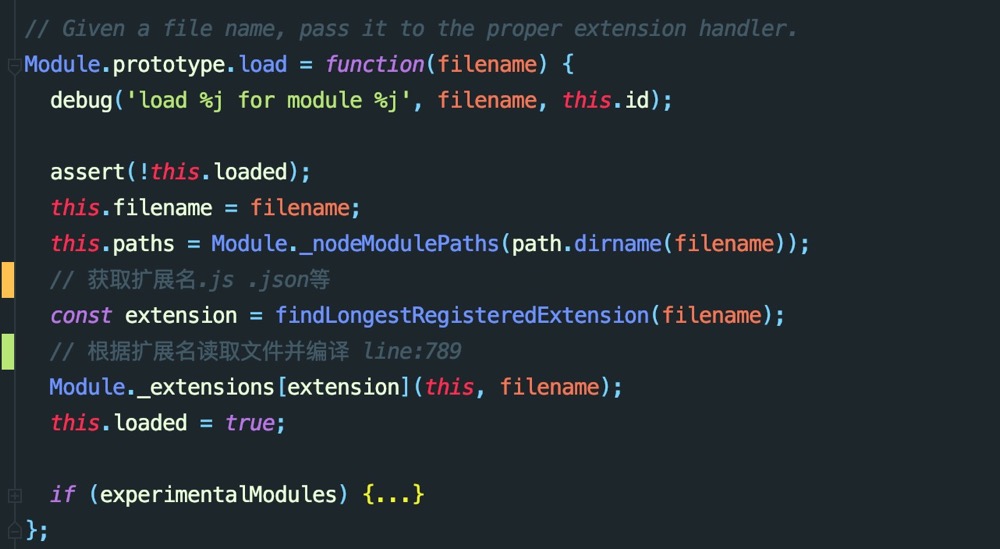 // Given a file name, pass it to the proper extension handler.
Module.prototype.load = function(filename) {
debug('load %j for module %j', filename, this.id);
assert(!this.loaded);
this.filename = filename;
this.paths = Module._nodeModulePaths(path.dirname(filename));
// 获取扩展名.js .json等
const extension = findLongestRegisteredExtension(filename);
// 根据扩展名读取文件并编译 line:789
Module._extensions[extension](this, filename);
this.loaded = true;
if (experimentalModules) {...}
};